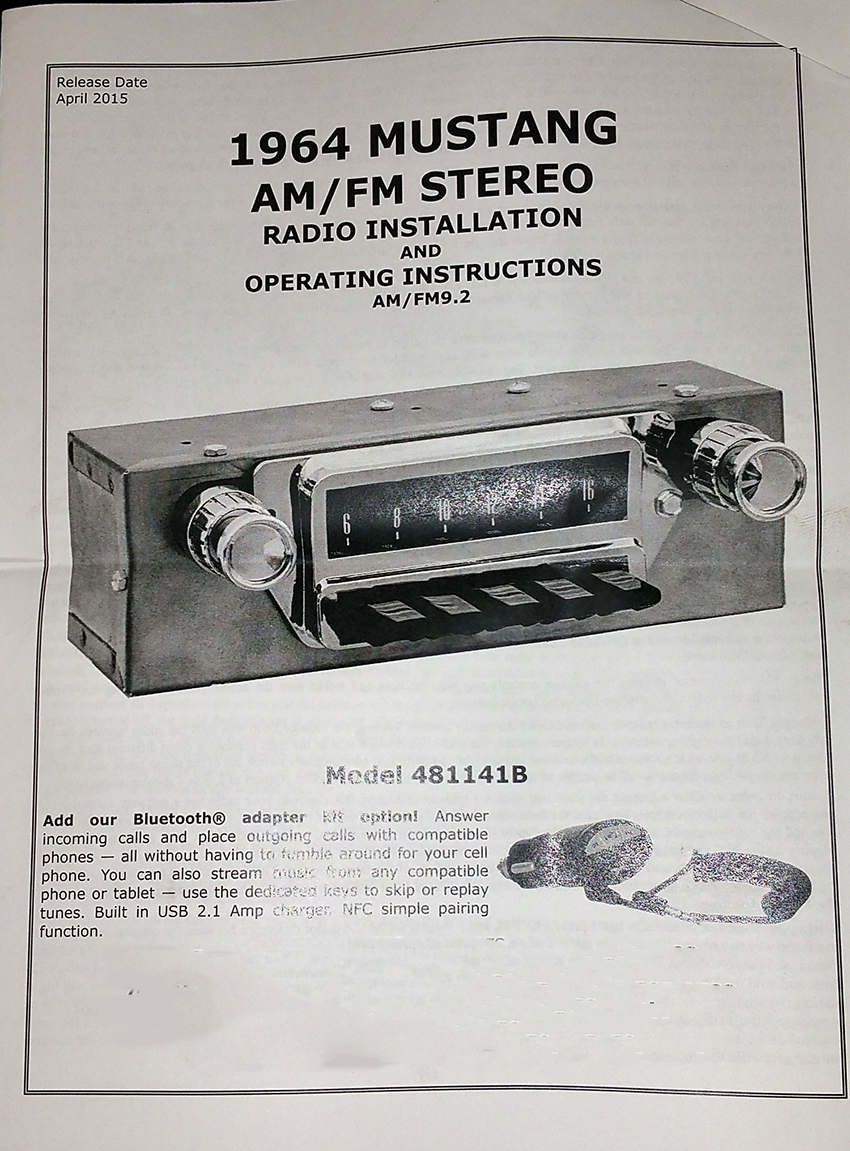 Release Date
April 2015
1964 MUSTANG
AM/FM STEREO
RADIO INSTALLATION
AND
OPERATING INSTRUCTIONS
AM/FM9.2
6 8 10 12 14 16
Model 481141B
Add our Bluetooth® adapter kit option! Answer
incoming calls and place outgoing calls with compatible
phones — all without having to fumble around for your cell
phone. You can also stream music from any compatible
phone or tablet — use the dedicated keys to skip or replay
tunes. Built in USB 2.1 Amp charger. NFC simple pairing
function.